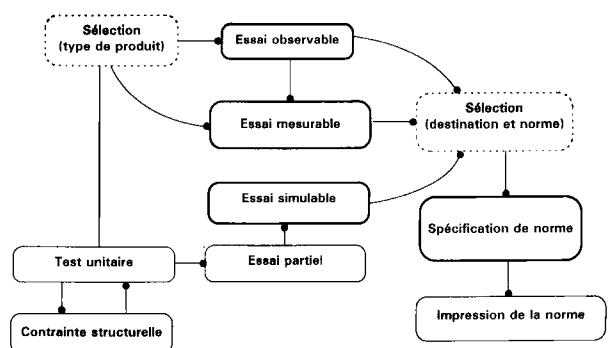 Sélection
(type de produit)
Essai observable
Essai mesurable
Sélection
(destination et norme)
Essai simulable
Spécification de norme
Test unitaire
Essai partiel
Contrainte structurelle
Impression de la norme